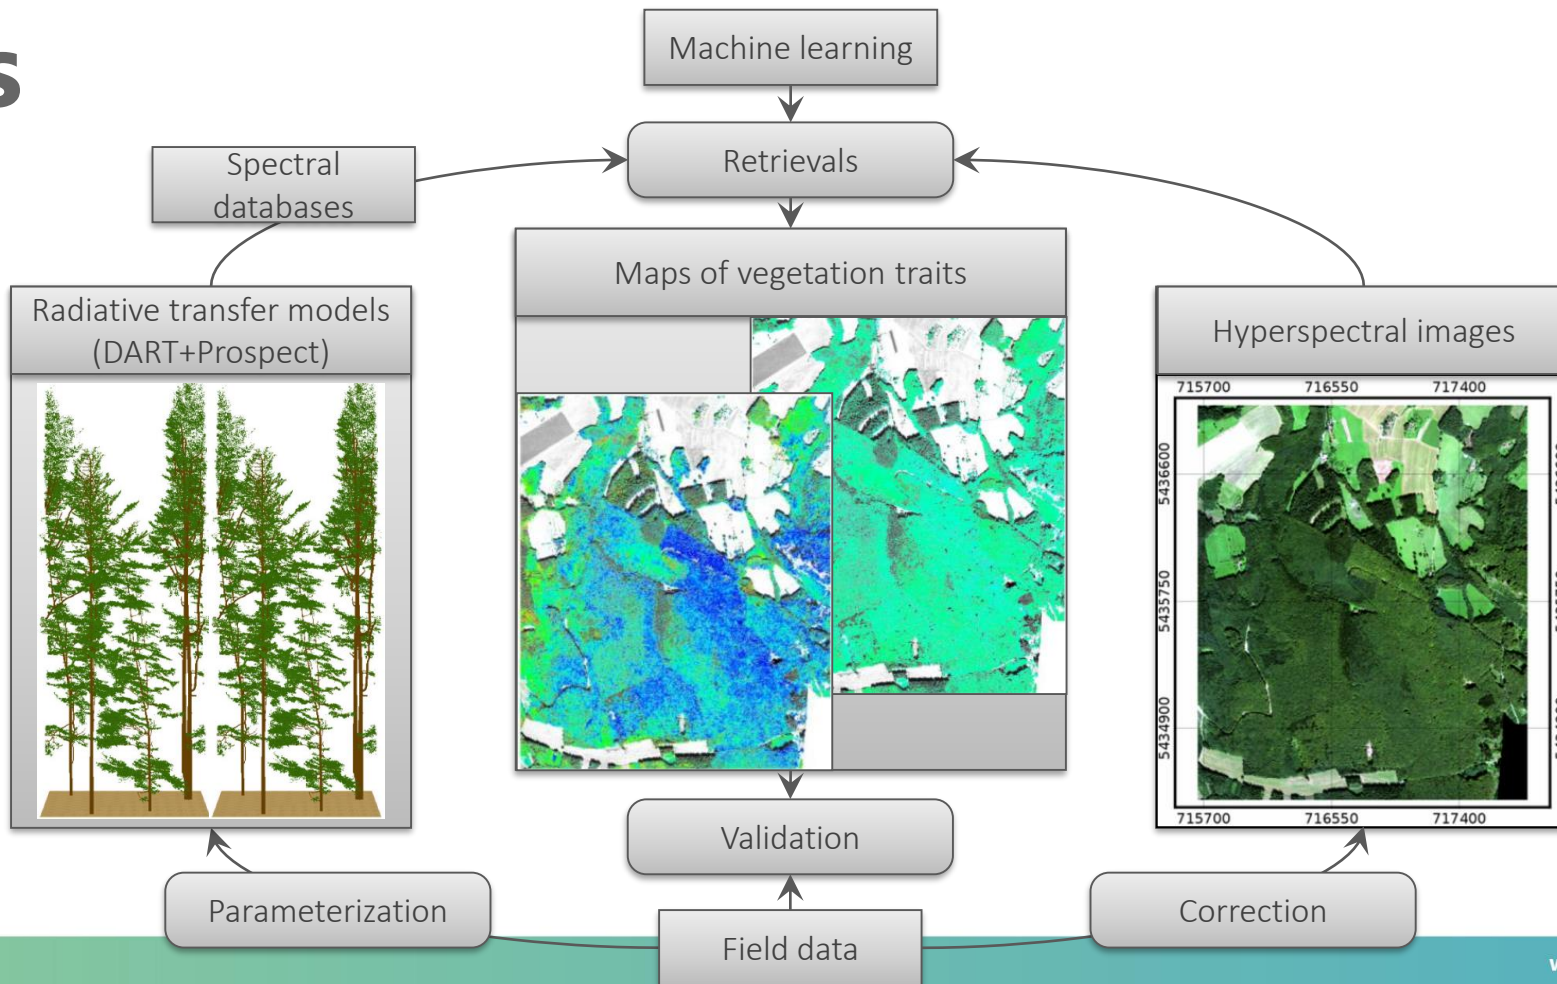 s
Machine learning
Retrievals
Spectral
databases
Maps of vegetation traits
Radiative transfer models
(DART+Prospect)
Hyperspectral images
715700 716550 717400
5436600
5435750
5434900
715700 716550 717400
Validation
Parameterization
Correction
Field data